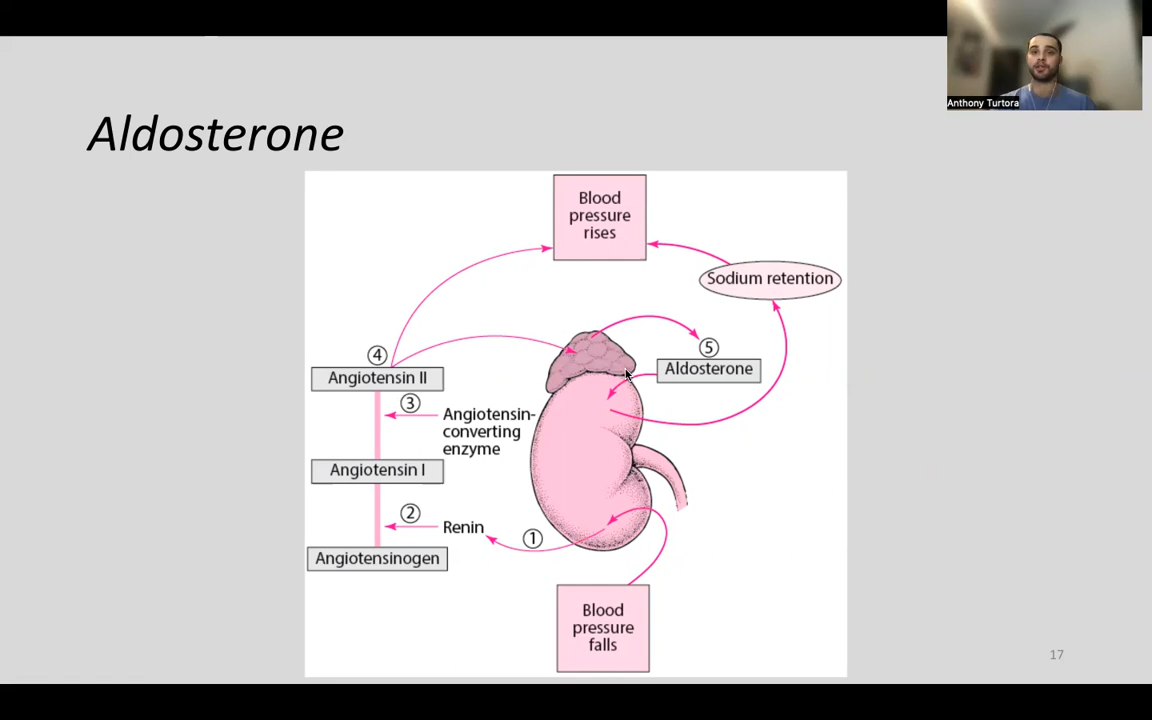 Anthony Turtora
Aldosterone
Blood
pressure
rises
Sodium retention
④
⑤
Angiotensin II
Aldosterone
③
Angiotensin-
converting
enzyme
Angiotensin I
②
Renin
①
Angiotensinogen
Blood
pressure
falls
17